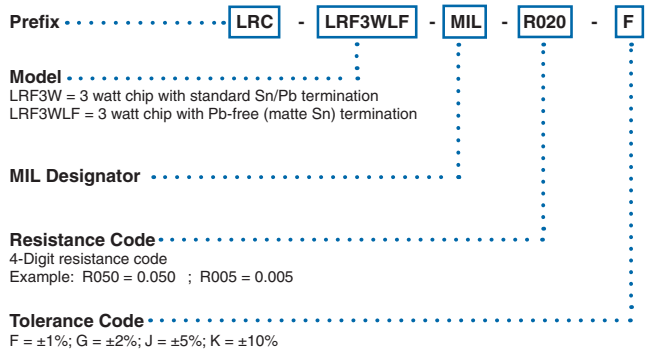 Prefix LRC - LRF3WLF - MIL - R020 - F
Model
LRF3W = 3 watt chip with standard Sn/Pb termination
LRF3WLF = 3 watt chip with Pb-free (matte Sn) termination
MIL Designator
Resistance Code
4-Digit resistance code
Example: R050 = 0.050 ; R005 = 0.005
Tolerance Code
F = ±1%; G = ±2%; J = ±5%; K = ±10%